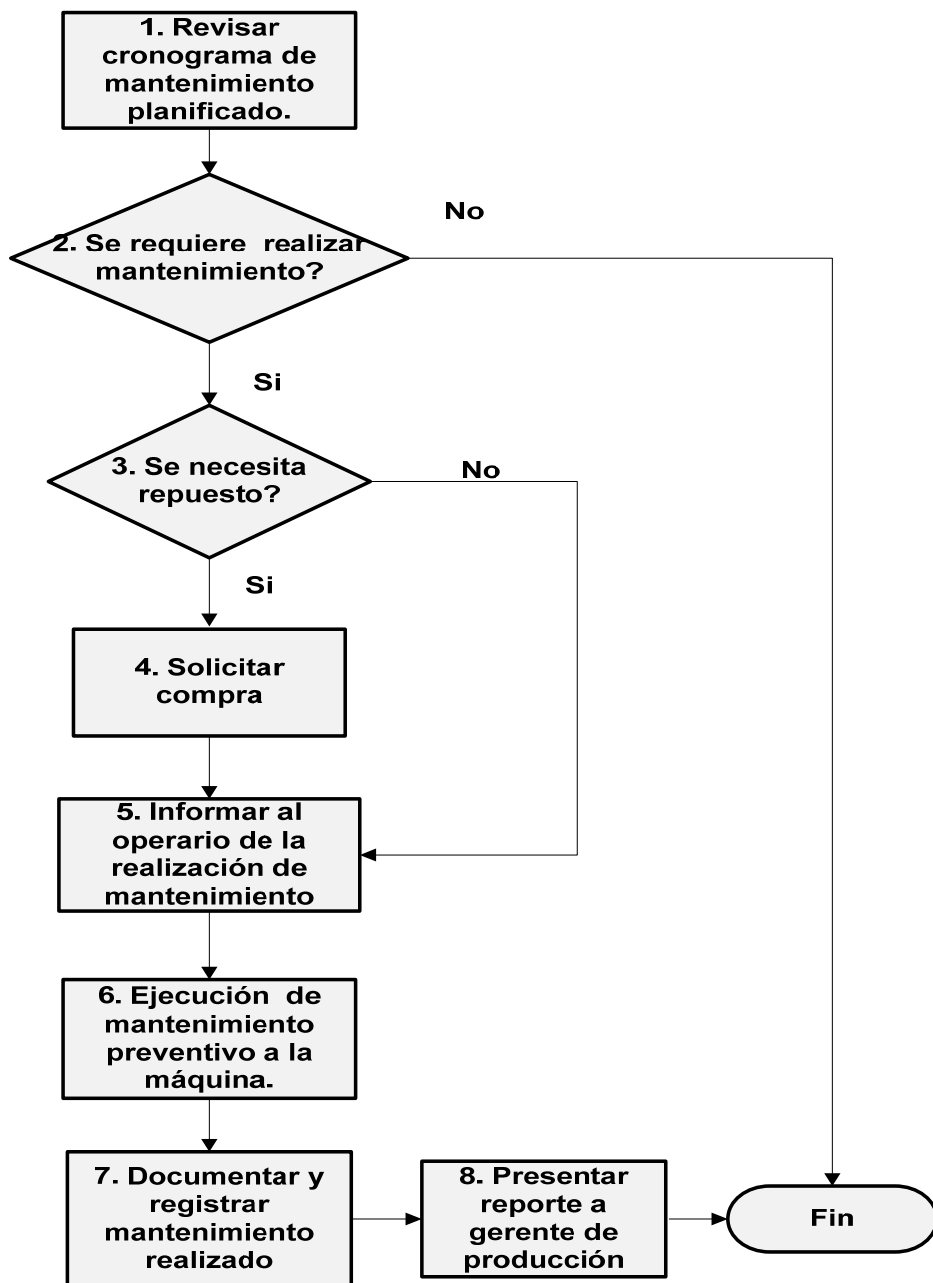 1. Revisar
cronograma de
mantenimiento
planificado.
No
2. Se requiere realizar
mantenimiento?
Si
3. Se necesita
repuesto?
No
Si
4. Solicitar
compra
5. Informar al
operario de la
realización de
mantenimiento
6. Ejecución de
mantenimiento
preventivo a la
máquina.
7. Documentar y
registrar
mantenimiento
realizado
8. Presentar
reporte a
gerente de
producción
Fin